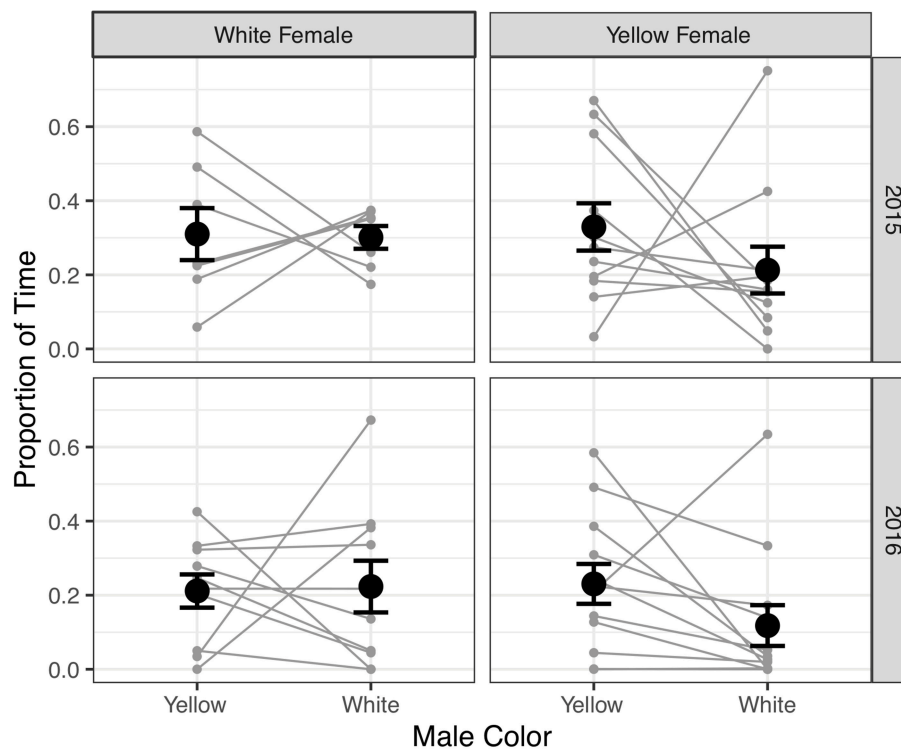 White Female
Yellow Female
Proportion of Time
0.6
0.4
0.2
0.0
2015
0.6
0.4
0.2
0.0
2016
Yellow
White
Yellow
White
Male Color